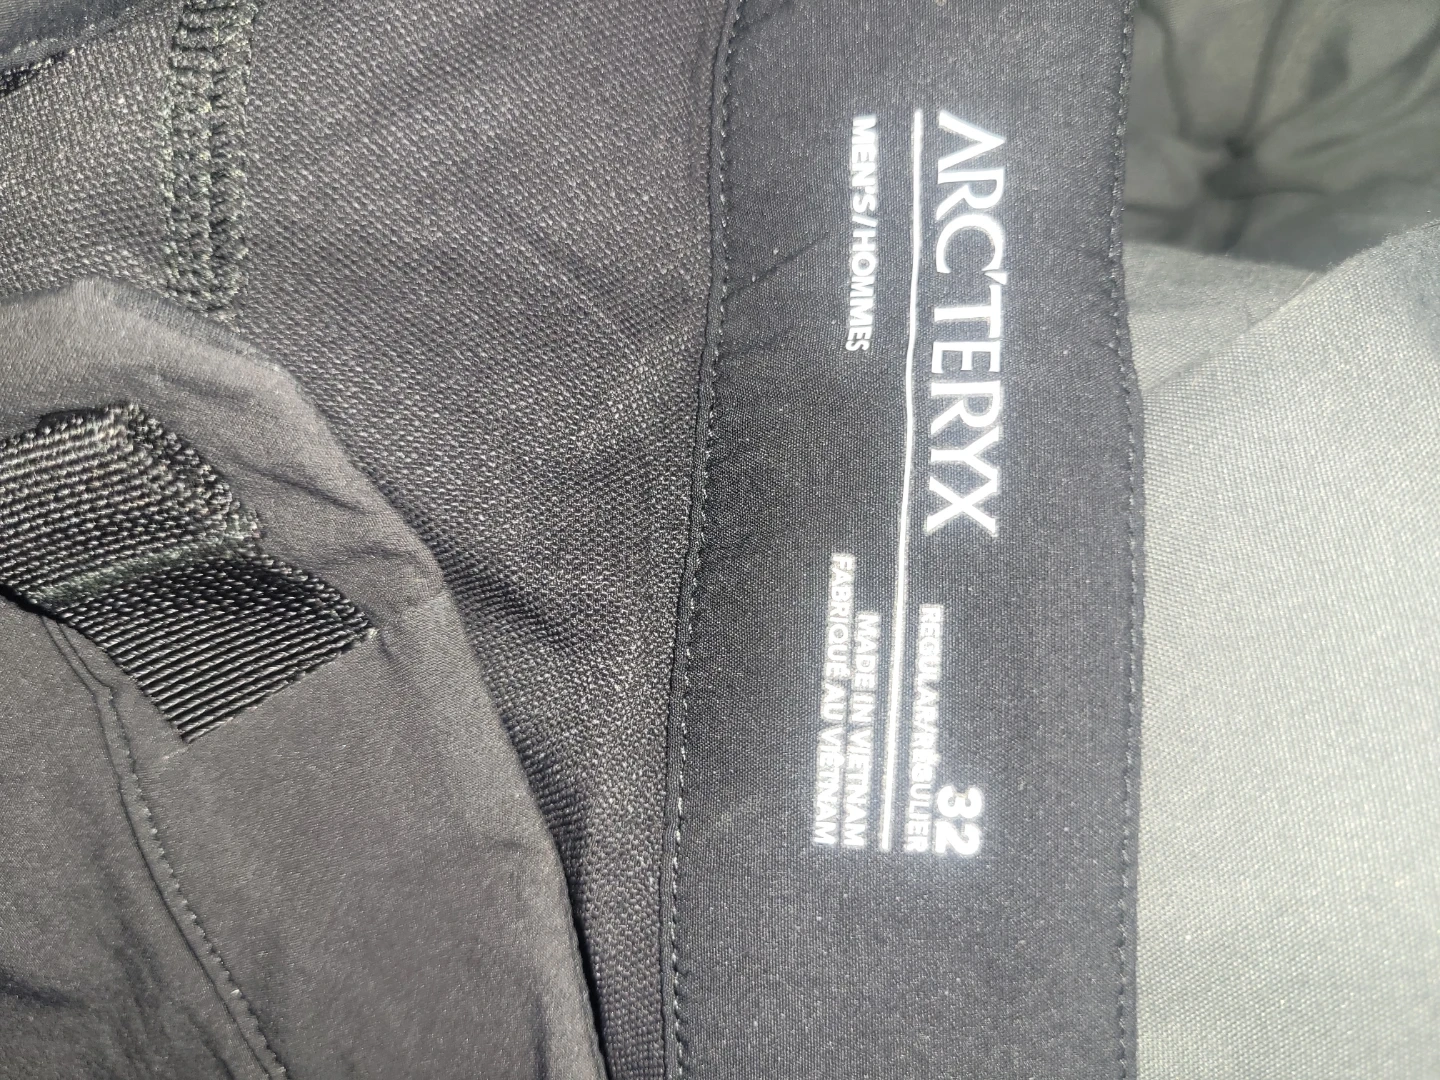 ARC'TERYX
32
REGULAR/RÉGULIER
MEN'S/HOMMES
MADE IN VIETNAM
FABRIQUÉ AU VIETNAM